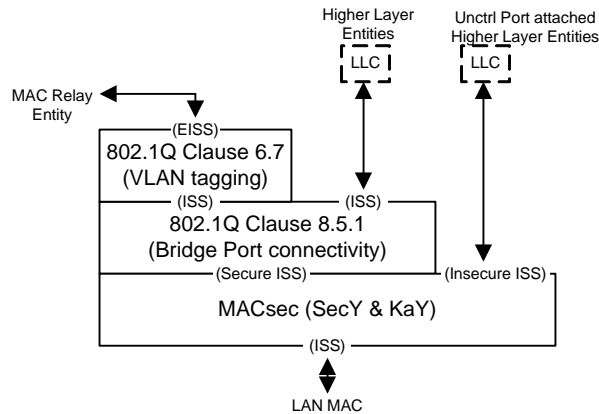 Higher Layer
Entities
Unctrl Port attached
Higher Layer Entities
LLC
LLC
MAC Relay
Entity
(EISS)
802.1Q Clause 6.7
(VLAN tagging)
(ISS)
(ISS)
802.1Q Clause 8.5.1
(Bridge Port connectivity)
(Secure ISS)
(Insecure ISS)
MACsec (SecY & KaY)
(ISS)
LAN MAC